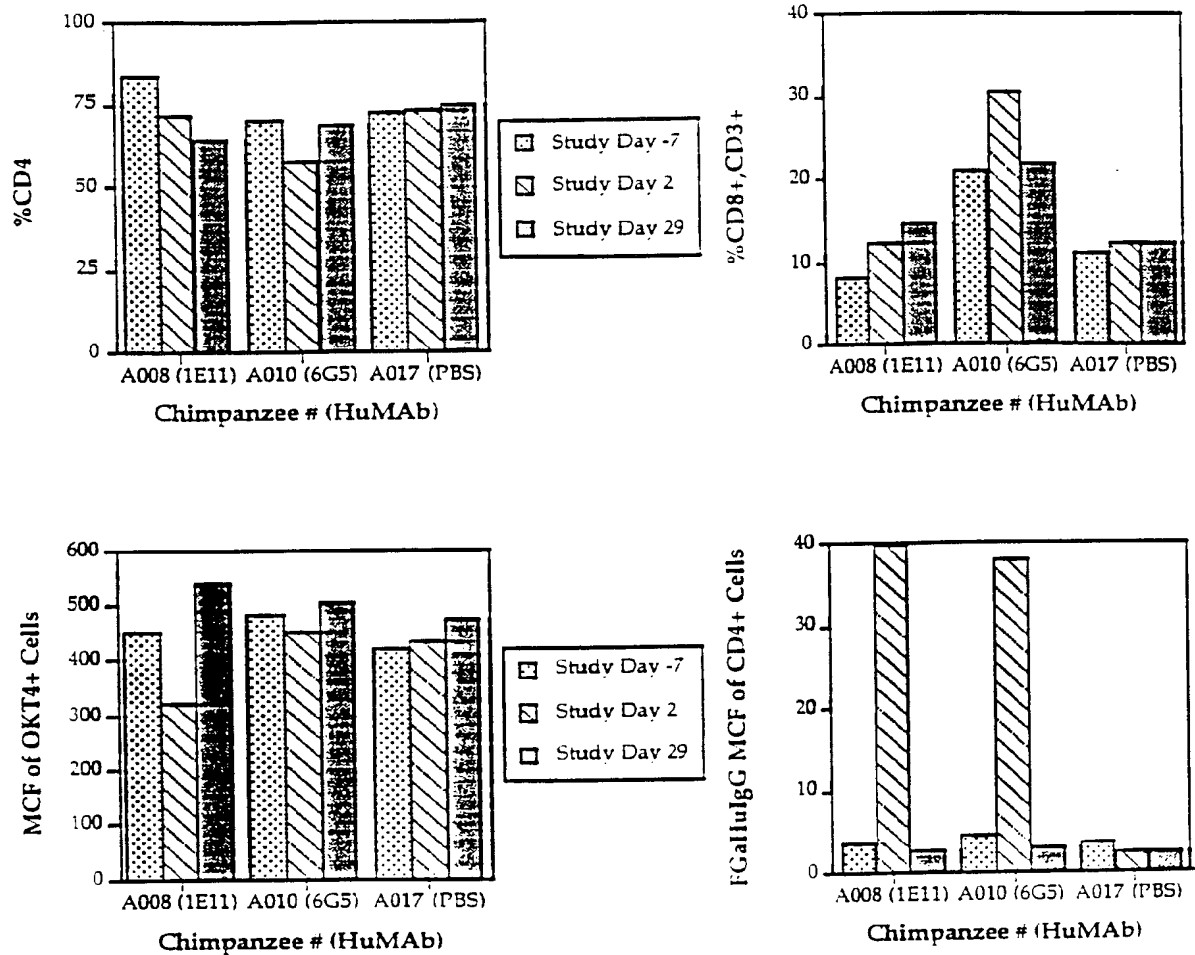 100
75
50
25
0
%CD4
A008 (1E11) A010 (6G5) A017 (PBS)
Chimpanzee # (HuMAb)
Study Day -7
Study Day 2
Study Day 29
40
30
20
10
0
%CD8+,CD3+
A008 (1E11) A010 (6G5) A017 (PBS)
Chimpanzee # (HuMAb)
600
500
400
300
200
100
0
MCF of OKT4+ Cells
A008 (1E11) A010 (6G5) A017 (PBS)
Chimpanzee # (HuMAb)
Study Day -7
Study Day 2
Study Day 29
40
30
20
10
0
FGaHuIgG MCF of CD4+ Cells
A008 (1E11) A010 (6G5) A017 (PBS)
Chimpanzee # (HuMAb)